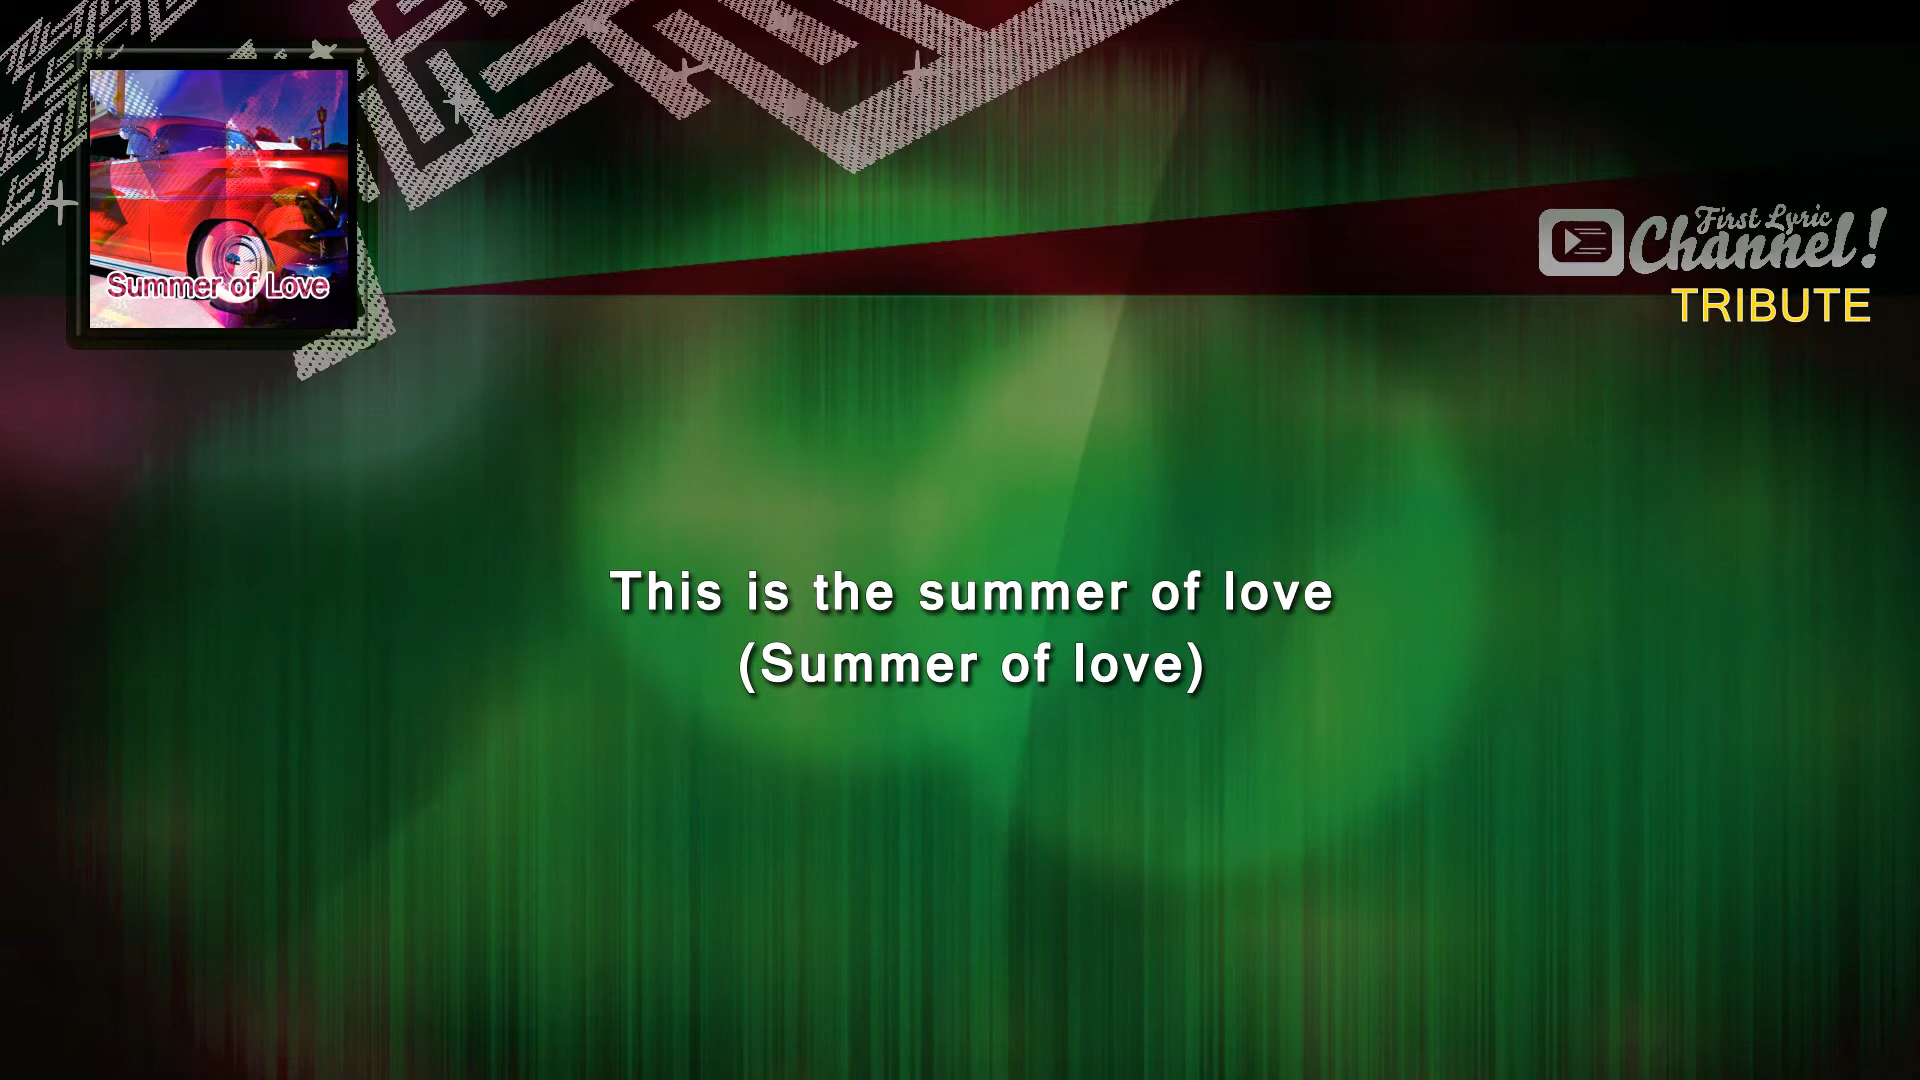 Summer of Love
First Lyric
Channel!
TRIBUTE
This is the summer of love
(Summer of love)